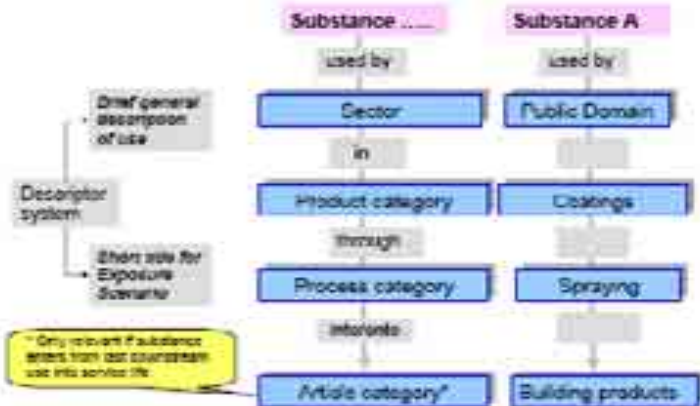 Substance .....
Substance A
used by
used by
Brief general
description
of use
Sector
Public Domain
in
Descriptor
system
Product category
Coatings
through
Short title for
Exposure
Scenario
Process category
Spraying
into/onto
* Only relevant if substance
enters from last downstream
use into service life
Article category*
Building products